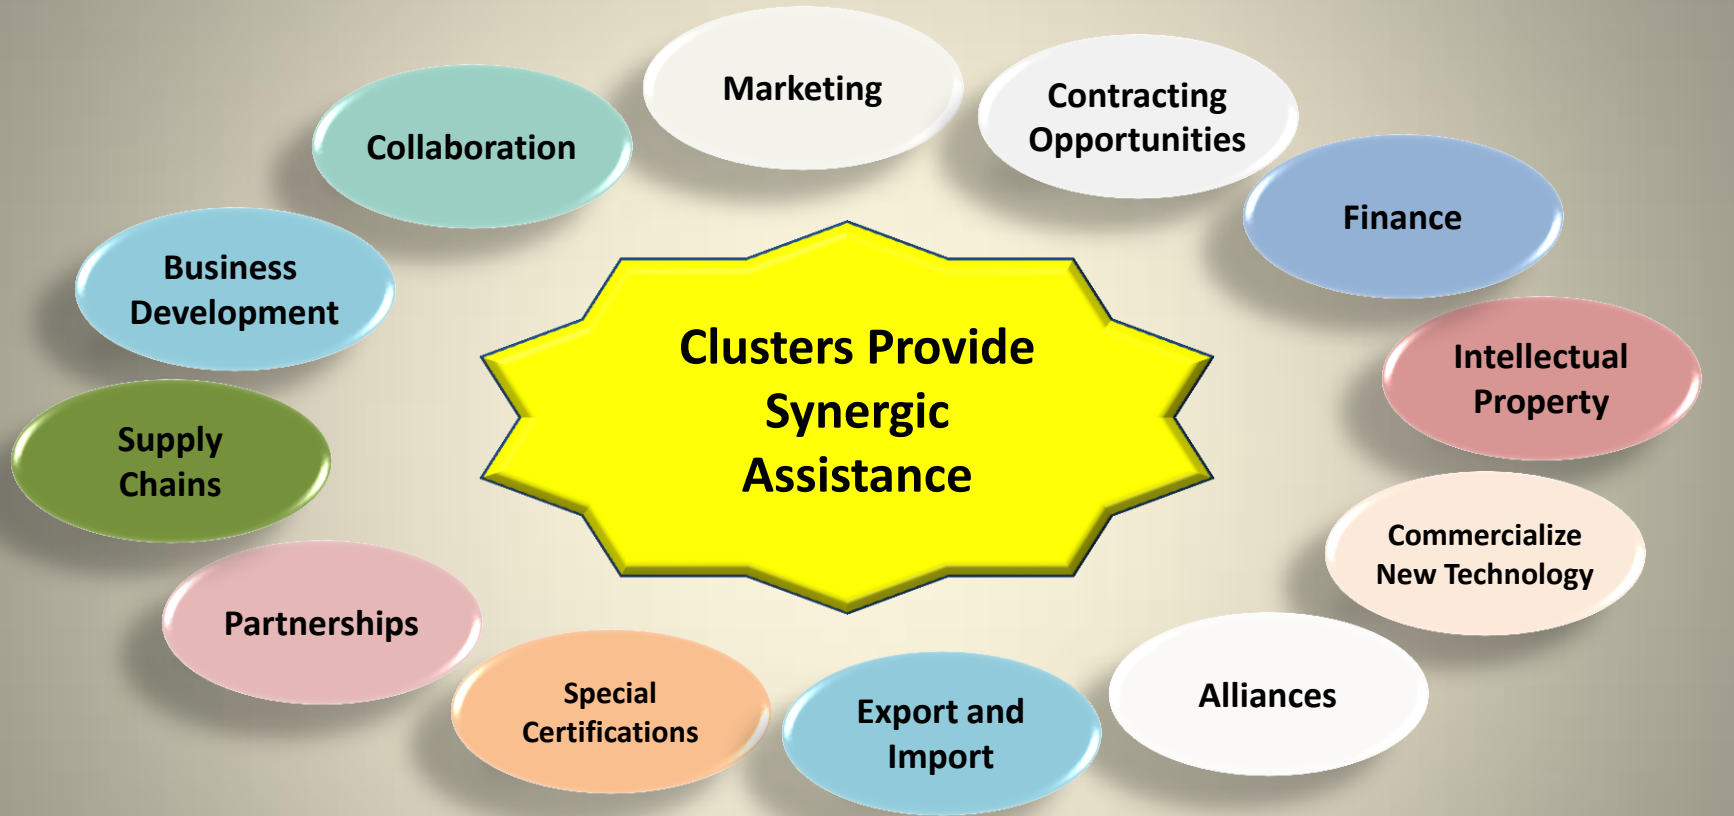 Marketing
Contracting
Opportunities
Collaboration
Finance
Business
Development
Clusters Provide
Synergic
Assistance
Intellectual
Property
Supply
Chains
Commercialize
New Technology
Partnerships
Special
Certifications
Export and
Import
Alliances